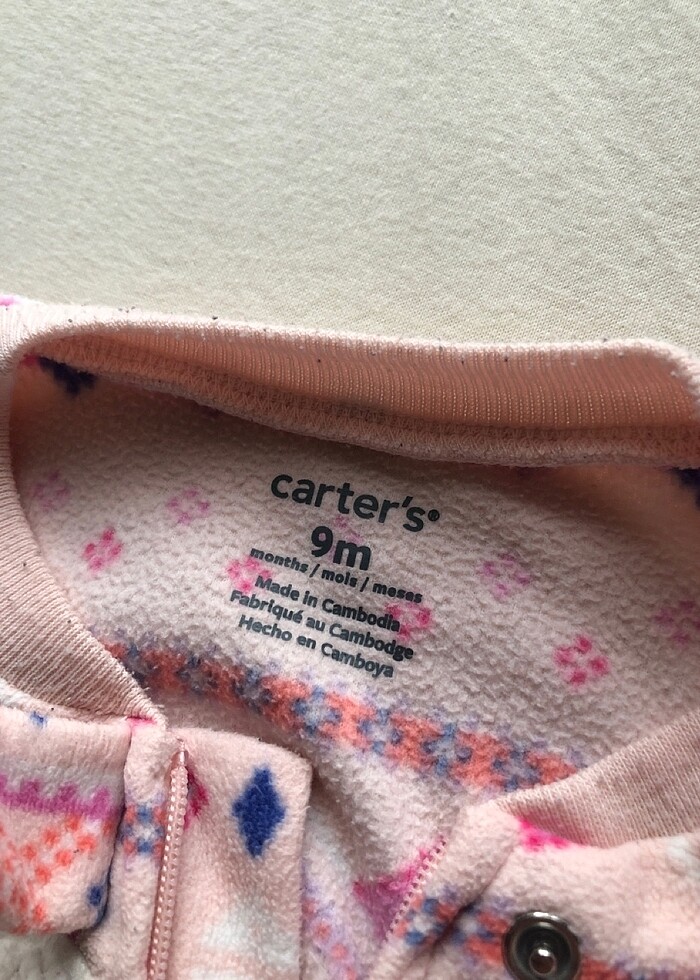 carter's®
9m
months / mois / meses
Made in Cambodia
Fabriqué au Cambodge
Hecho en Camboya